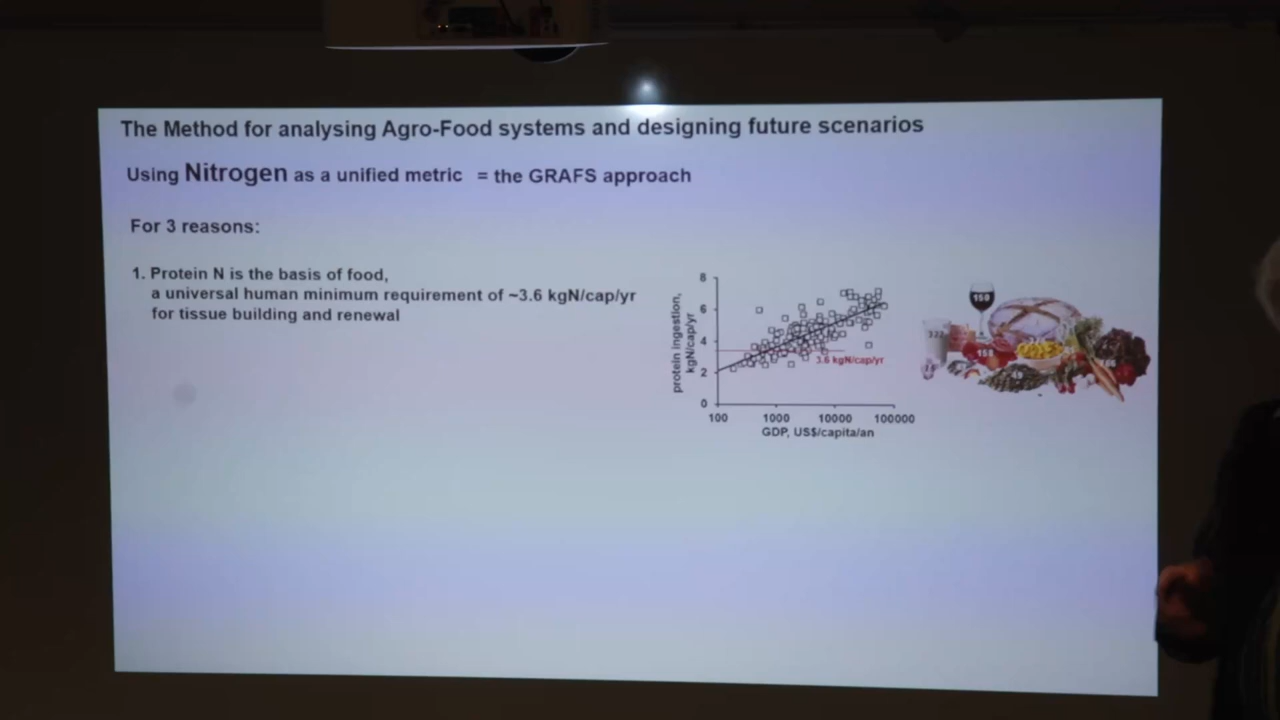 The Method for analysing Agro-Food systems and designing future scenarios
Using Nitrogen as a unified metric = the GRAFS approach
For 3 reasons:
1. Protein N is the basis of food,
a universal human minimum requirement of ~3.6 kgN/cap/yr
for tissue building and renewal
protein ingestion,
kgN/cap/yr
8
6
4
2
0
3.6 kgN/cap/yr
100 1000 10000 100000
GDP, US$/capita/an
150
158